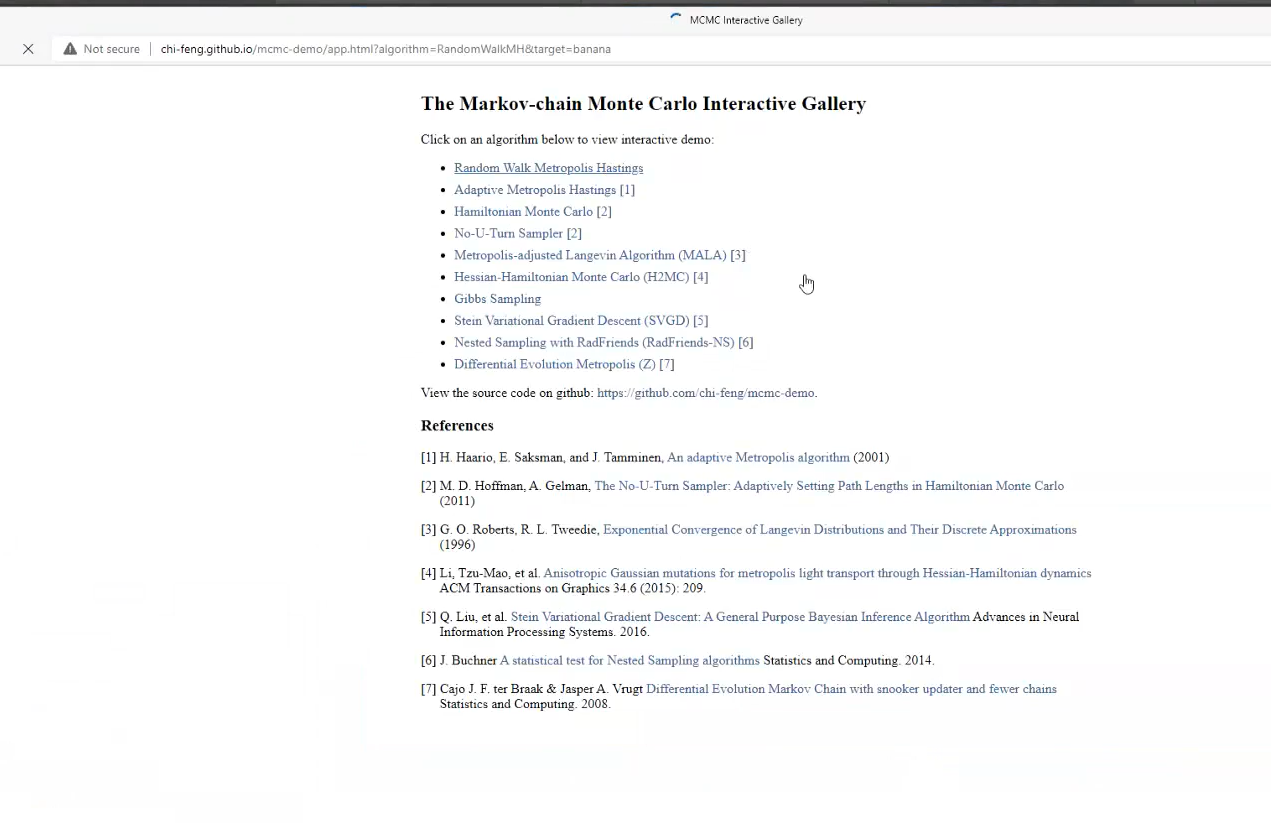 MCMC Interactive Gallery
Not secure | chi-feng.github.io/mcmc-demo/app.html?algorithm=RandomWalkMH&target=banana
The Markov-chain Monte Carlo Interactive Gallery
Click on an algorithm below to view interactive demo:
• Random Walk Metropolis Hastings
• Adaptive Metropolis Hastings [1]
• Hamiltonian Monte Carlo [2]
• No-U-Turn Sampler [2]
• Metropolis-adjusted Langevin Algorithm (MALA) [3]
• Hessian-Hamiltonian Monte Carlo (H2MC) [4]
• Gibbs Sampling
• Stein Variational Gradient Descent (SVGD) [5]
• Nested Sampling with RadFriends (RadFriends-NS) [6]
• Differential Evolution Metropolis (Z) [7]
View the source code on github: https://github.com/chi-feng/mcmc-demo.
References
[1] H. Haario, E. Saksman, and J. Tamminen, An adaptive Metropolis algorithm (2001)
[2] M. D. Hoffman, A. Gelman, The No-U-Turn Sampler: Adaptively Setting Path Lengths in Hamiltonian Monte Carlo
(2011)
[3] G. O. Roberts, R. L. Tweedie, Exponential Convergence of Langevin Distributions and Their Discrete Approximations
(1996)
[4] Li, Tzu-Mao, et al. Anisotropic Gaussian mutations for metropolis light transport through Hessian-Hamiltonian dynamics
ACM Transactions on Graphics 34.6 (2015): 209.
[5] Q. Liu, et al. Stein Variational Gradient Descent: A General Purpose Bayesian Inference Algorithm Advances in Neural
Information Processing Systems. 2016.
[6] J. Buchner A statistical test for Nested Sampling algorithms Statistics and Computing. 2014.
[7] Cajo J. F. ter Braak & Jasper A. Vrugt Differential Evolution Markov Chain with snooker updater and fewer chains
Statistics and Computing. 2008.